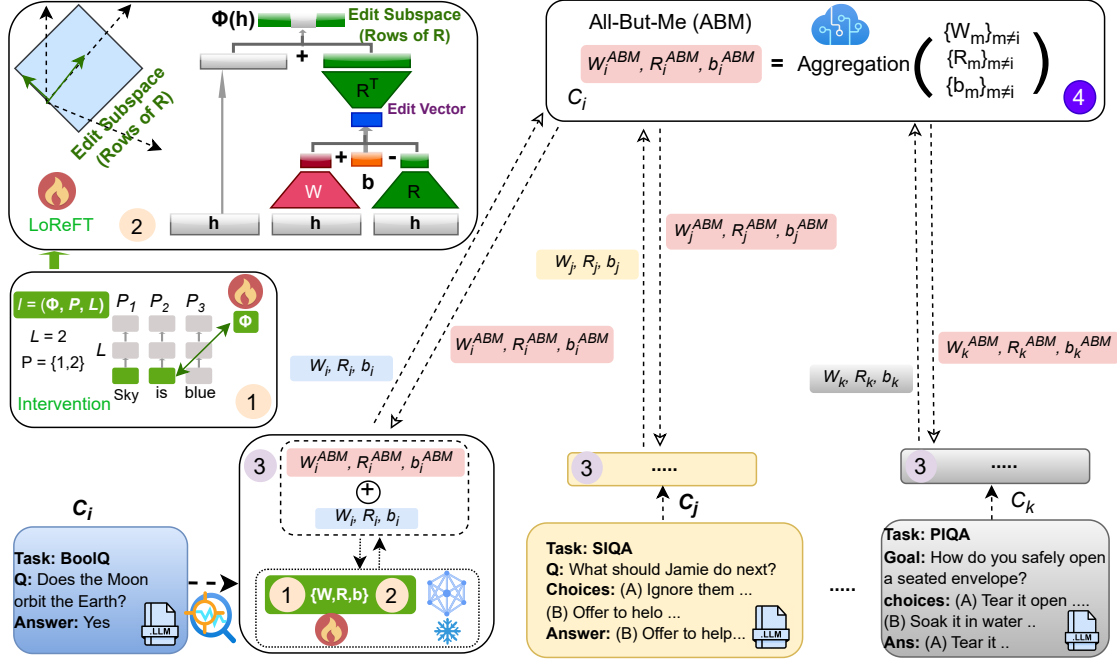 Φ(h)
Edit Subspace
(Rows of R)
+
R^T
Edit Vector
Edit Subspace
(Rows of R)
+
-
b
W
R
LoReFT
2
h
h
h
I = (Φ, P, L)
P_1
P_2
P_3
Φ
L = 2
L
P = {1,2}
Sky
is
blue
Intervention
1
All-But-Me (ABM)
W_i^ABM, R_i^ABM, b_i^ABM
=
Aggregation
{W_m}_m≠i
{R_m}_m≠i
{b_m}_m≠i
C_i
4
W_i, R_i, b_i
W_i^ABM, R_i^ABM, b_i^ABM
W_j, R_j, b_j
W_j^ABM, R_j^ABM, b_j^ABM
W_k, R_k, b_k
W_k^ABM, R_k^ABM, b_k^ABM
3
W_i^ABM, R_i^ABM, b_i^ABM
+
W_i, R_i, b_i
1
{W,R,b}
2
C_i
Task: BoolQ
Q: Does the Moon
orbit the Earth?
Answer: Yes
.LLM
3
.....
C_j
Task: SIQA
Q: What should Jamie do next?
Choices: (A) Ignore them ...
(B) Offer to helo ...
Answer: (B) Offer to help...
.LLM
.....
3
.....
C_k
Task: PIQA
Goal: How do you safely open
a seated envelope?
choices: (A) Tear it open ....
(B) Soak it in water ..
Ans: (A) Tear it ..
.LLM